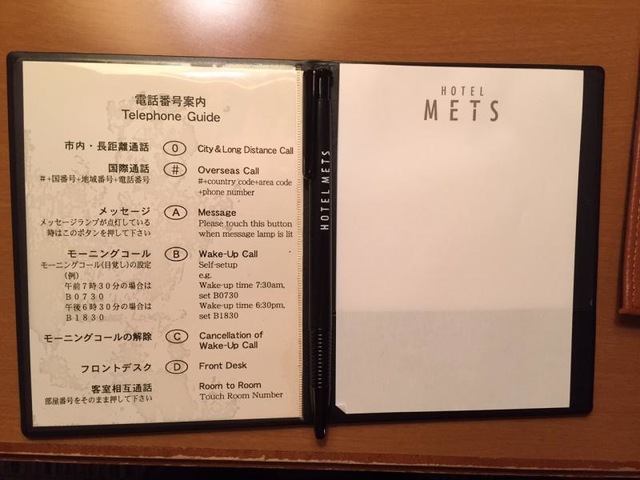 電話番号案内
Telephone Guide
市内・長距離通話 0 City & Long Distance Call
国際通話 # Overseas Call
#+国番号+地域番号+電話番号 #+country code+area code
+phone number
メッセージ A Message
メッセージランプが点灯している Please touch this button
時はこのボタンを押して下さい when message lamp is lit
モーニングコール B Wake-Up Call
モーニングコール(目覚し)の設定 Self-setup
(例) e.g.
午前7時30分の場合は Wake-up time 7:30am,
B0730 set B0730
午後6時30分の場合は Wake-up time 6:30pm,
B1830 set B1830
モーニングコールの解除 C Cancellation of
Wake-Up Call
フロントデスク D Front Desk
客室相互通話 Room to Room
部屋番号をそのまま押して下さい Touch Room Number
HOTEL METS
HOTEL
METS